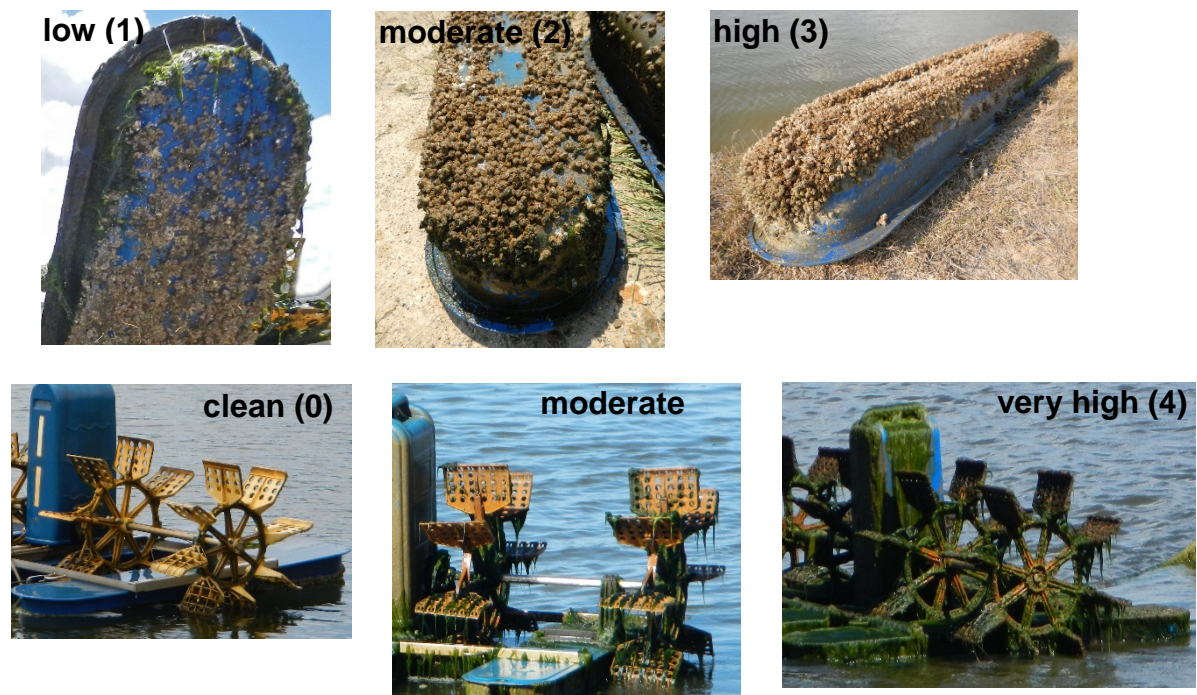 low (1)
moderate (2)
high (3)
clean (0)
moderate
very high (4)